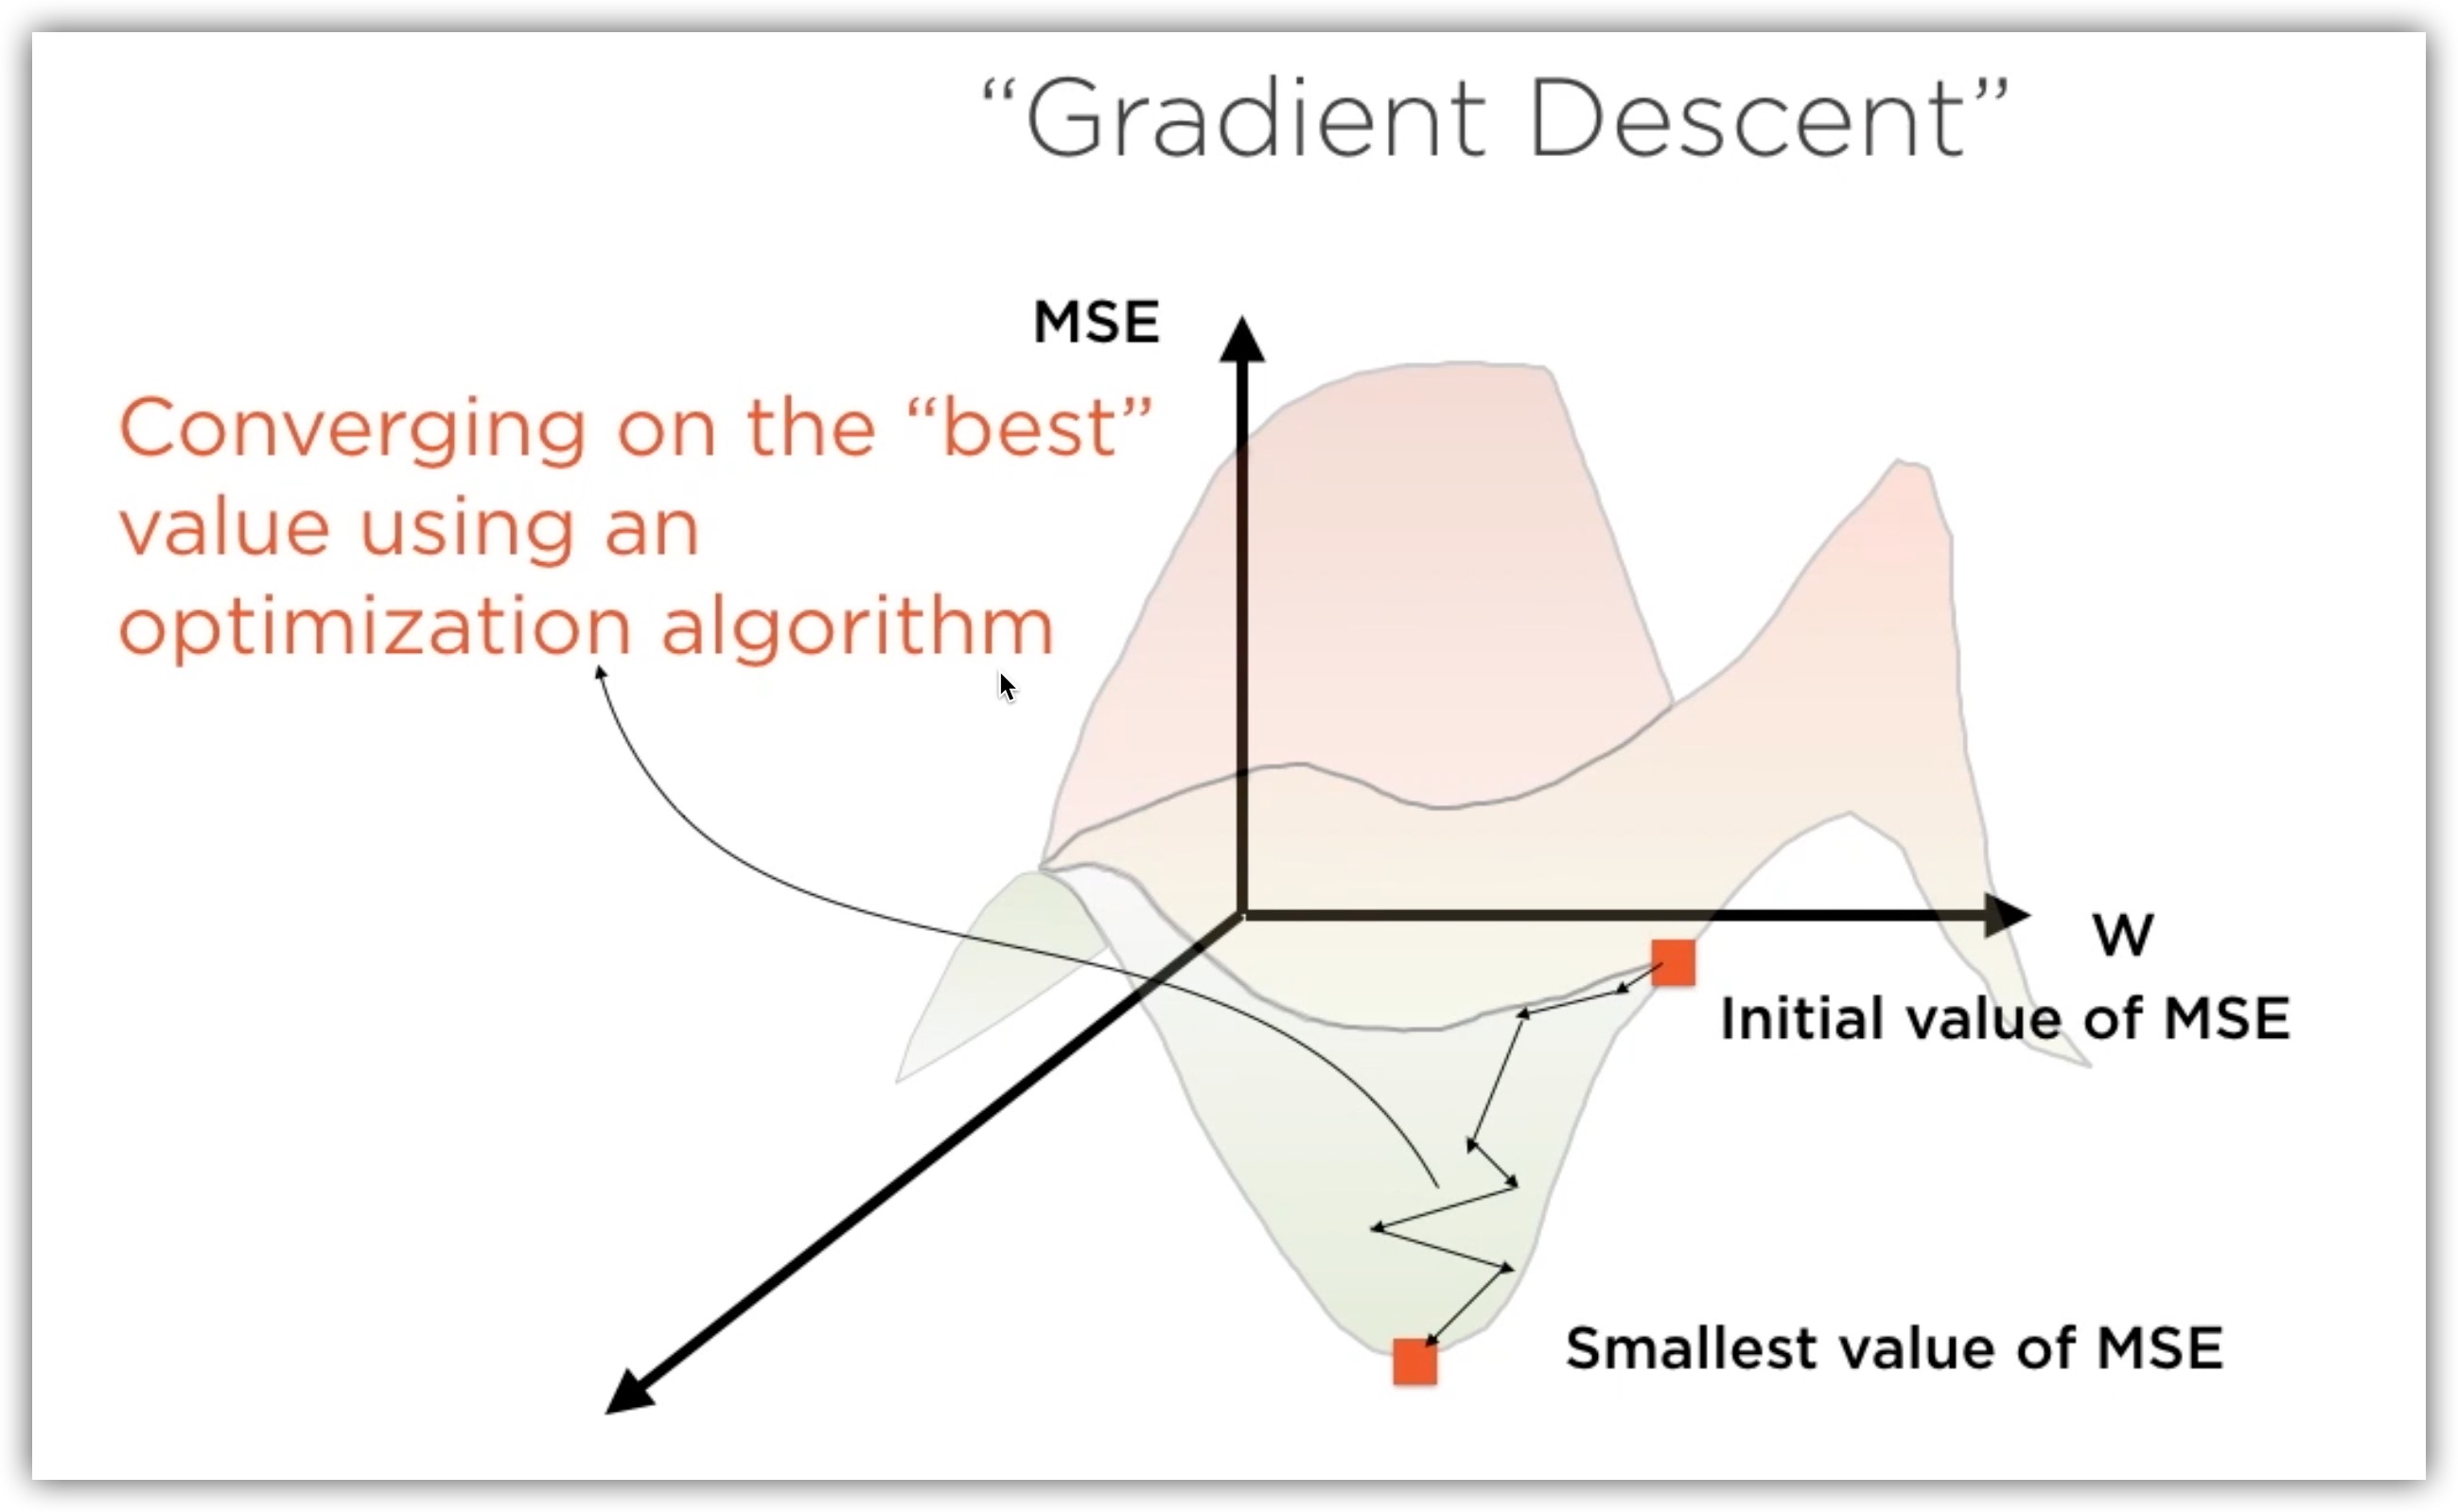 “Gradient Descent”
MSE
Converging on the “best”
value using an
optimization algorithm
W
Initial value of MSE
Smallest value of MSE